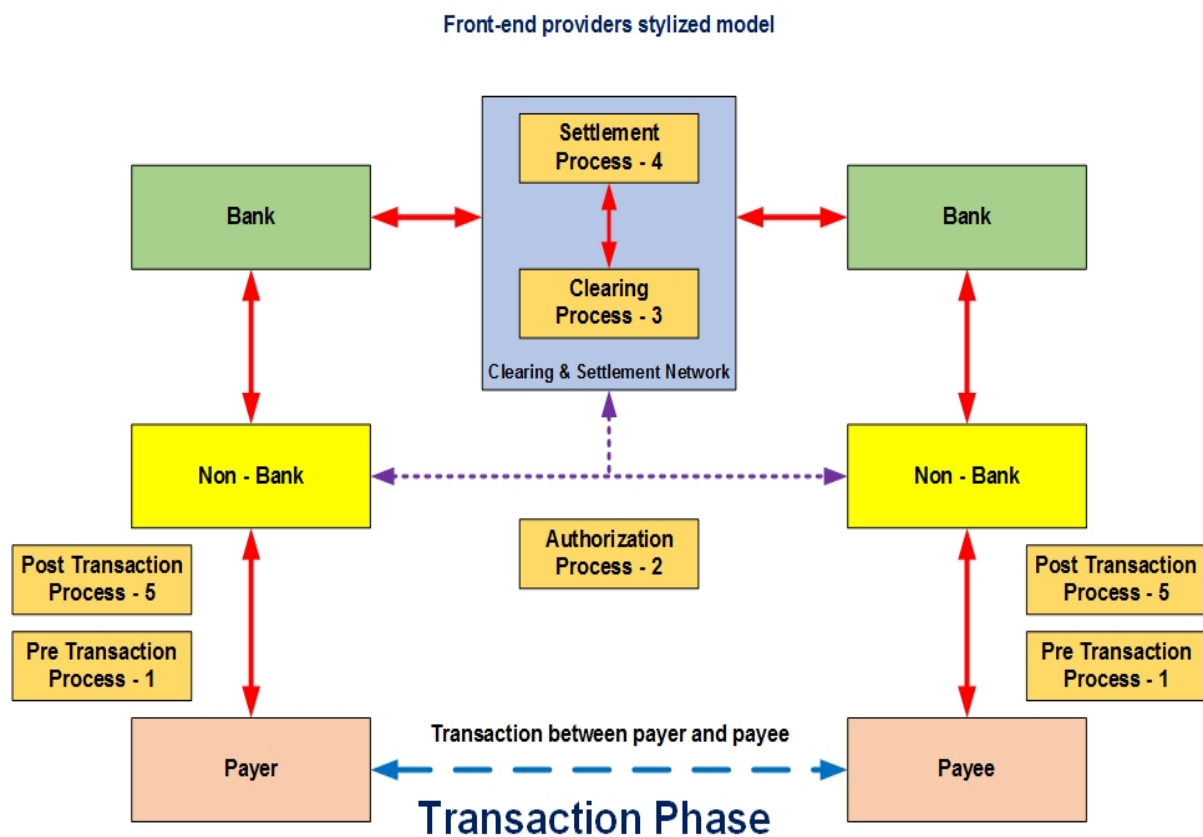 Front-end providers stylized model
Settlement
Process - 4
Bank
Bank
Clearing
Process - 3
Clearing & Settlement Network
Non - Bank
Non - Bank
Authorization
Process - 2
Post Transaction
Process - 5
Post Transaction
Process - 5
Pre Transaction
Process - 1
Pre Transaction
Process - 1
Transaction between payer and payee
Payer
Payee
Transaction Phase